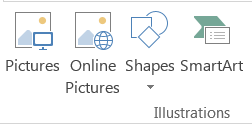 Pictures Online Shapes SmartArt
Pictures
Illustrations